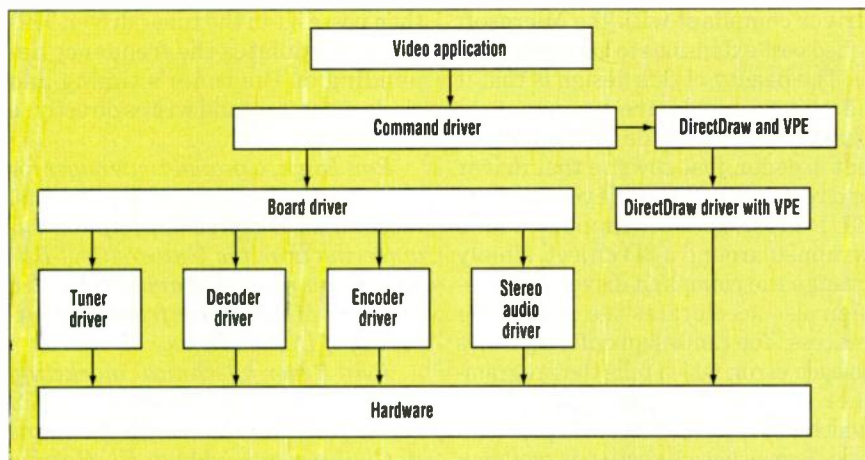 Video application
Command driver
DirectDraw and VPE
Board driver
DirectDraw driver with VPE
Tuner
driver
Decoder
driver
Encoder
driver
Stereo
audio
driver
Hardware